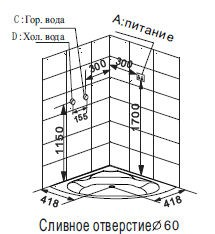 C:Гор. вода
D:Хол. вода
A:питание
300 300
155
1150
1700
418 418
Сливное отверстие Ø 60